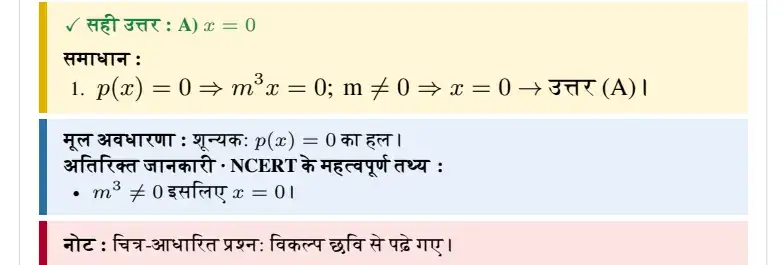 ✓ सही उत्तर : A) x = 0
समाधान :
1. p(x) = 0 ⇒ m³x = 0; m ≠ 0 ⇒ x = 0 → उत्तर (A)।
मूल अवधारणा : शून्यक: p(x) = 0 का हल।
अतिरिक्त जानकारी · NCERT के महत्वपूर्ण तथ्य :
• m³ ≠ 0 इसलिए x = 0।
नोट : चित्र-आधारित प्रश्न: विकल्प छवि से पढ़े गए।